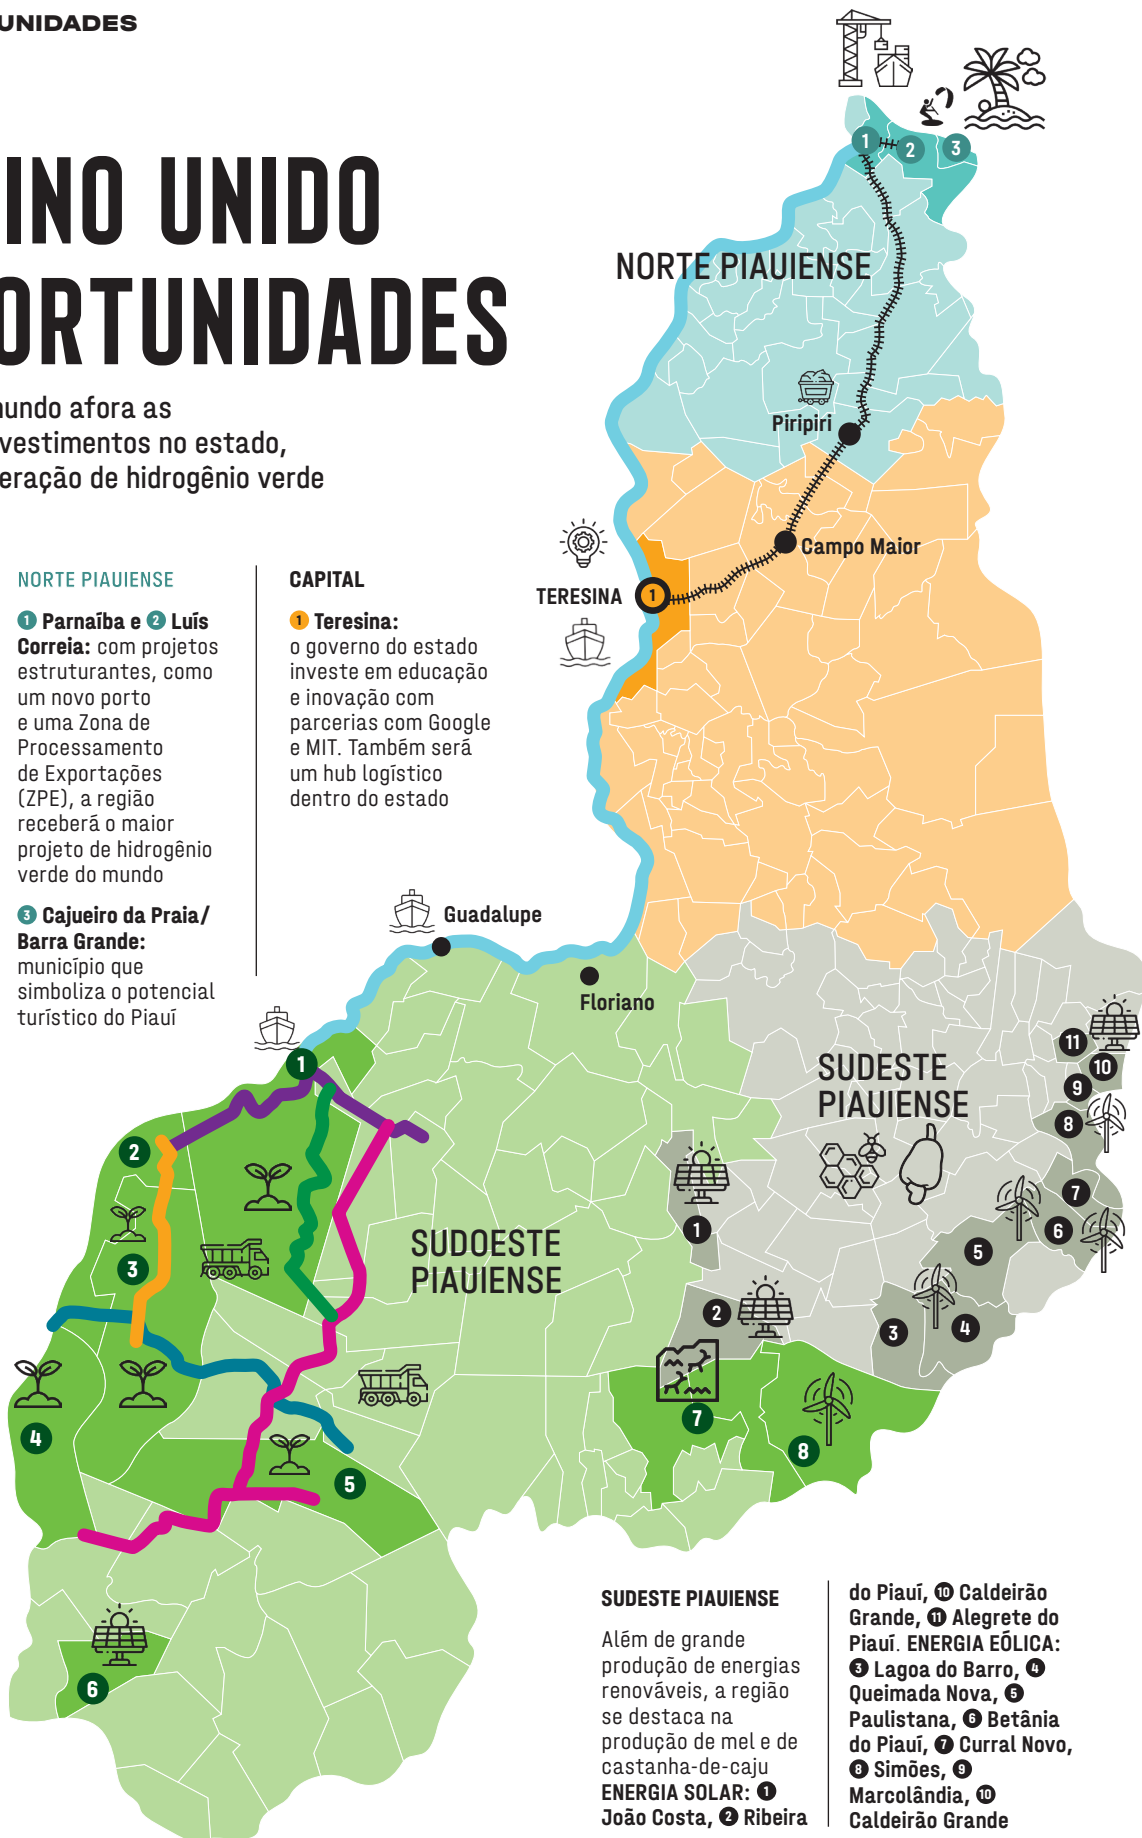 UNIDADES
INO UNIDO
ORTUNIDADES
mundo afora as
vestimentos no estado,
eração de hidrogênio verde
NORTE PIAUIENSE
1 Parnaíba e 2 Luís
Correia: com projetos
estruturantes, como
um novo porto
e uma Zona de
Processamento
de Exportações
(ZPE), a região
receberá o maior
projeto de hidrogênio
verde do mundo
3 Cajueiro da Praia/
Barra Grande:
município que
simboliza o potencial
turístico do Piauí
CAPITAL
1 Teresina:
o governo do estado
investe em educação
e inovação com
parcerias com Google
e MIT. Também será
um hub logístico
dentro do estado
1
2
3
NORTE PIAUIENSE
Piripiri
Campo Maior
TERESINA
1
Guadalupe
Floriano
SUDESTE
PIAUIENSE
11
10
9
8
7
6
5
4
3
2
1
SUDOESTE
PIAUIENSE
1
2
3
4
5
6
7
8
SUDESTE PIAUIENSE
Além de grande
produção de energias
renováveis, a região
se destaca na
produção de mel e de
castanha-de-caju
ENERGIA SOLAR: 1
João Costa, 2 Ribeira
do Piauí, 10 Caldeirão
Grande, 11 Alegrete do
Piauí. ENERGIA EÓLICA:
3 Lagoa do Barro, 4
Queimada Nova, 5
Paulistana, 6 Betânia
do Piauí, 7 Curral Novo,
8 Simões, 9
Marcolândia, 10
Caldeirão Grande